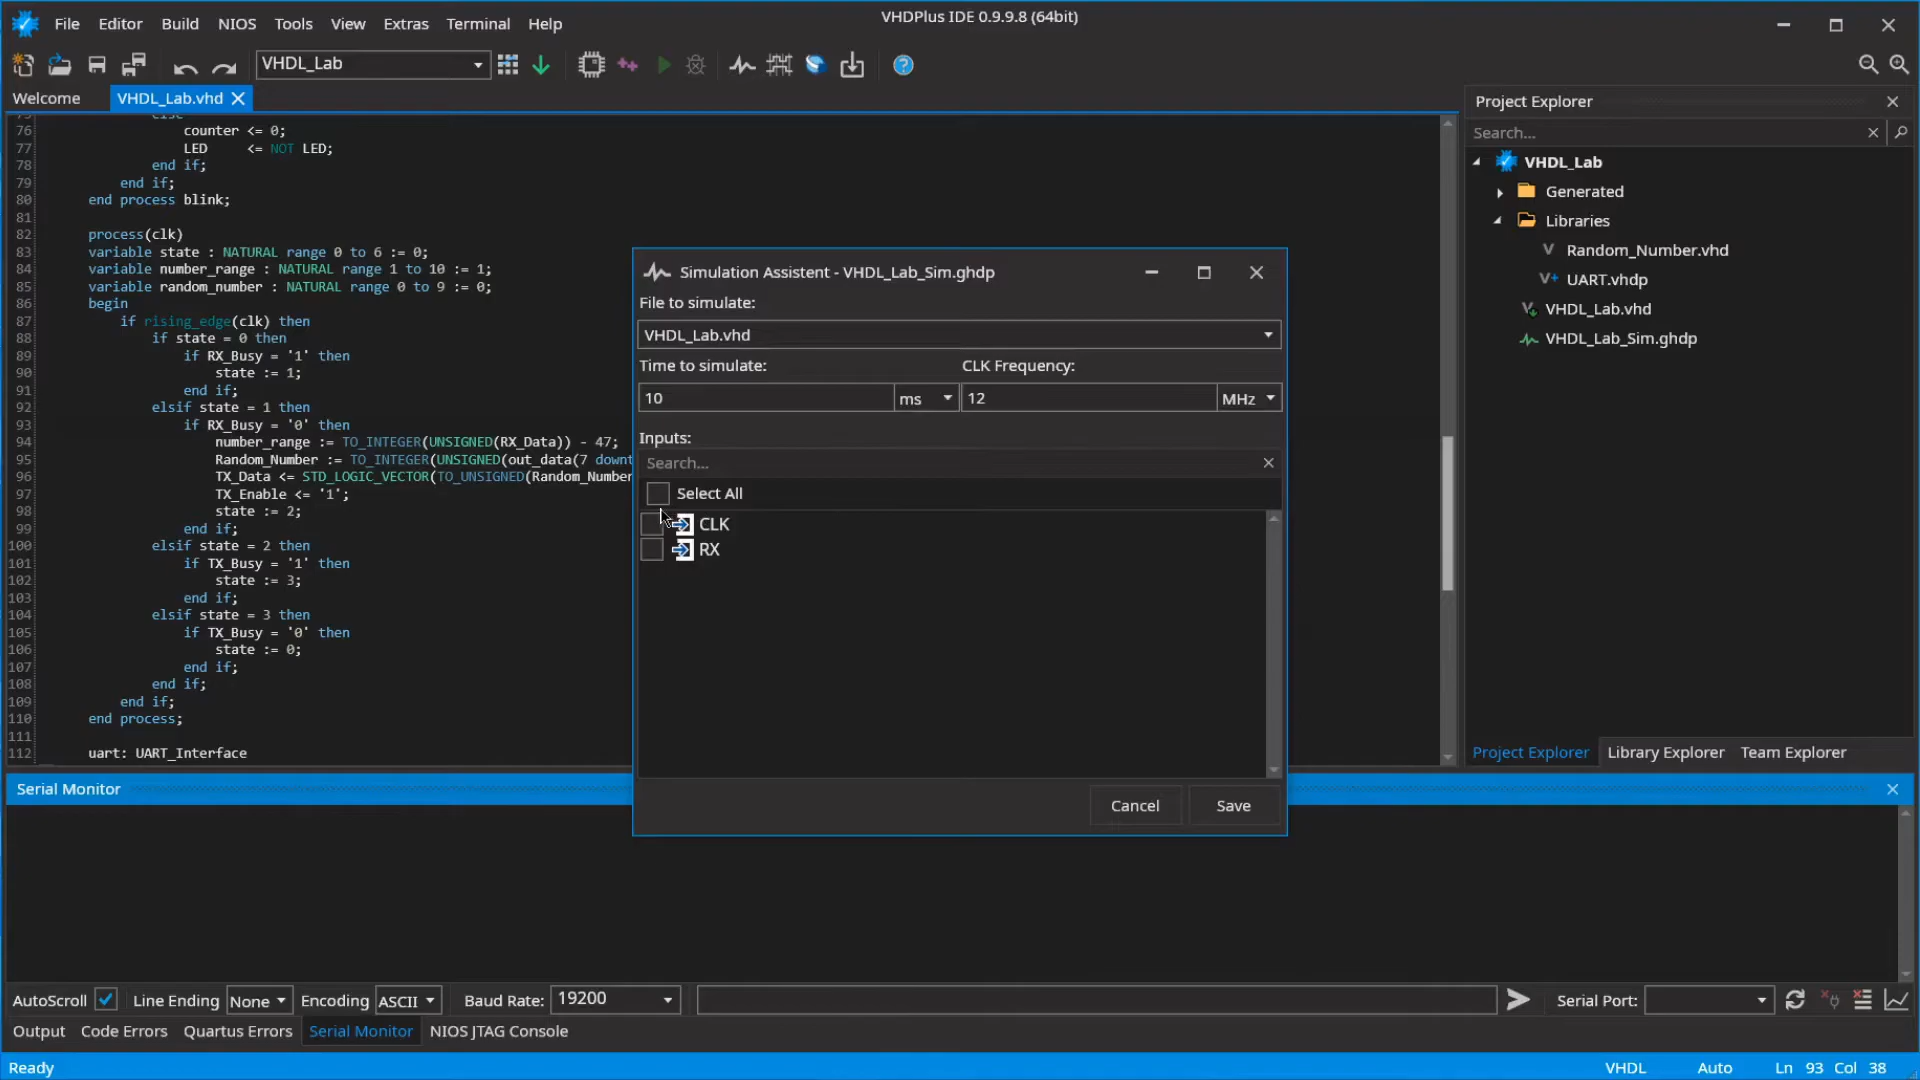 File Editor Build NIOS Tools View Extras Terminal Help
VHDPlus IDE 0.9.9.8 (64bit)
VHDL_Lab
Welcome VHDL_Lab.vhd
76 counter <= 0;
77 LED <= NOT LED;
78 end if;
79 end if;
80 end process blink;
81
82 process(clk)
83 variable state : NATURAL range 0 to 6 := 0;
84 variable number_range : NATURAL range 1 to 10 := 1;
85 variable random_number : NATURAL range 0 to 9 := 0;
86 begin
87 if rising_edge(clk) then
88 if state = 0 then
89 if RX_Busy = '1' then
90 state := 1;
91 end if;
92 elsif state = 1 then
93 if RX_Busy = '0' then
94 number_range := TO_INTEGER(UNSIGNED(RX_Data)) - 47;
95 Random_Number := TO_INTEGER(UNSIGNED(out_data(7 downt
96 TX_Data <= STD_LOGIC_VECTOR(TO_UNSIGNED(Random_Number
97 TX_Enable <= '1';
98 state := 2;
99 end if;
100 elsif state = 2 then
101 if TX_Busy = '1' then
102 state := 3;
103 end if;
104 elsif state = 3 then
105 if TX_Busy = '0' then
106 state := 0;
107 end if;
108 end if;
109 end if;
110 end process;
111
112 uart: UART_Interface
Simulation Assistent - VHDL_Lab_Sim.ghdp
File to simulate:
VHDL_Lab.vhd
Time to simulate: CLK Frequency:
10 ms 12 MHz
Inputs:
Search...
Select All
CLK
RX
Cancel Save
Project Explorer
Search...
VHDL_Lab
Generated
Libraries
Random_Number.vhd
UART.vhdp
VHDL_Lab.vhd
VHDL_Lab_Sim.ghdp
Project Explorer Library Explorer Team Explorer
Serial Monitor
AutoScroll Line Ending None Encoding ASCII Baud Rate: 19200 Serial Port:
Output Code Errors Quartus Errors Serial Monitor NIOS JTAG Console
Ready VHDL Auto Ln 93 Col 38